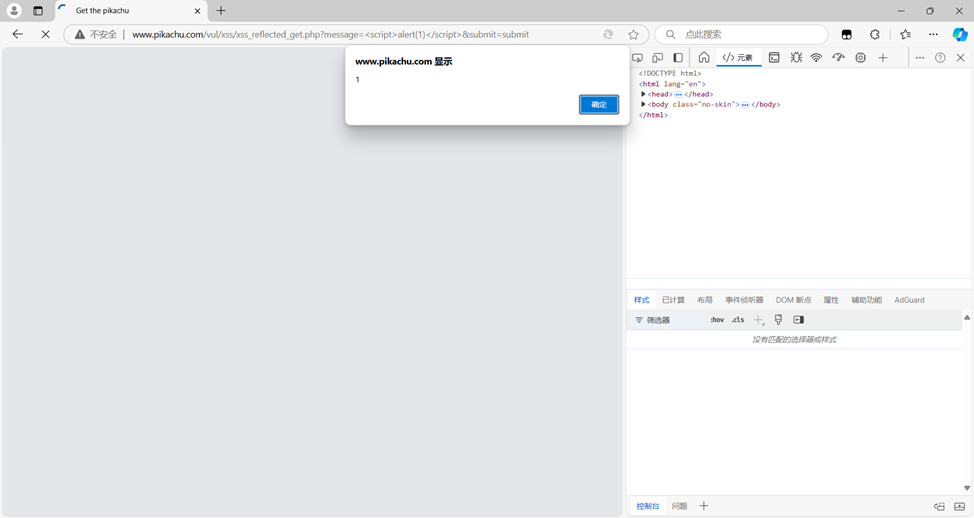 Get the pikachu
不安全 | www.pikachu.com/vul/xss/xss_reflected_get.php?message=<script>alert(1)</script>&submit=submit
点此搜索
www.pikachu.com 显示
1
确定
元素
<!DOCTYPE html>
<html lang="en">
<head>…</head>
<body class="no-skin">…</body>
</html>
样式 已计算 布局 事件侦听器 DOM 断点 属性 辅助功能 AdGuard
筛选器 :hov .cls
没有匹配的选择器或样式
控制台 问题